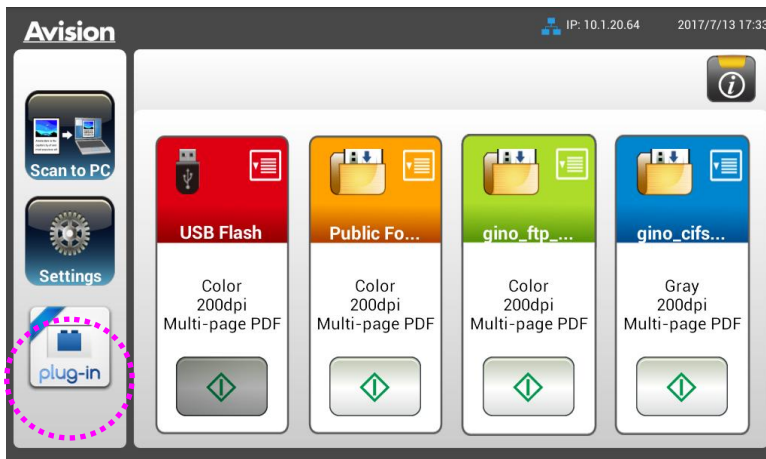 Avision
IP: 10.1.20.64
2017/7/13 17:33
Scan to PC
Settings
plug-in
USB Flash
Color
200dpi
Multi-page PDF
Public Fo...
Color
200dpi
Multi-page PDF
gino_ftp_...
Color
200dpi
Multi-page PDF
gino_cifs...
Gray
200dpi
Multi-page PDF